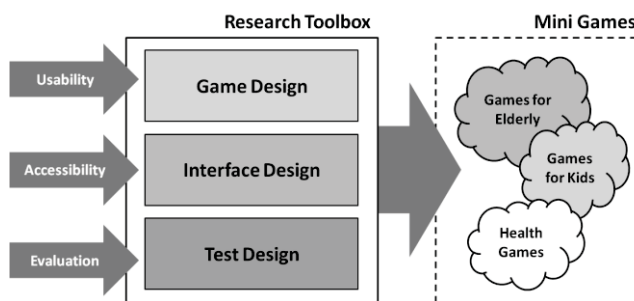 Research Toolbox
Mini Games
Usability
Game Design
Accessibility
Interface Design
Evaluation
Test Design
Games for
Elderly
Games
for Kids
Health
Games